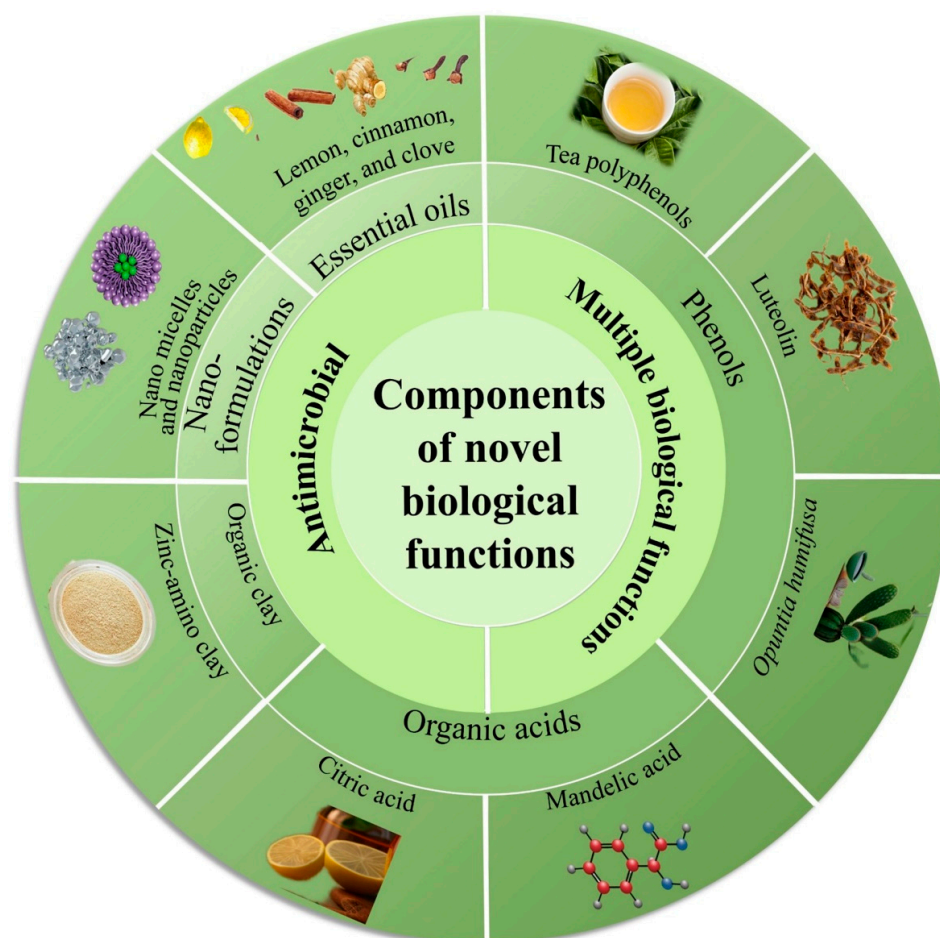 Components
of novel
biological
functions
Antimicrobial
Multiple biological functions
Essential oils
Lemon, cinnamon,
ginger, and clove
Phenols
Tea polyphenols
Luteolin
Opuntia humifusa
Organic acids
Mandelic acid
Citric acid
Organic clay
Zinc-amino clay
Nano-
formulations
Nano micelles
and nanoparticles